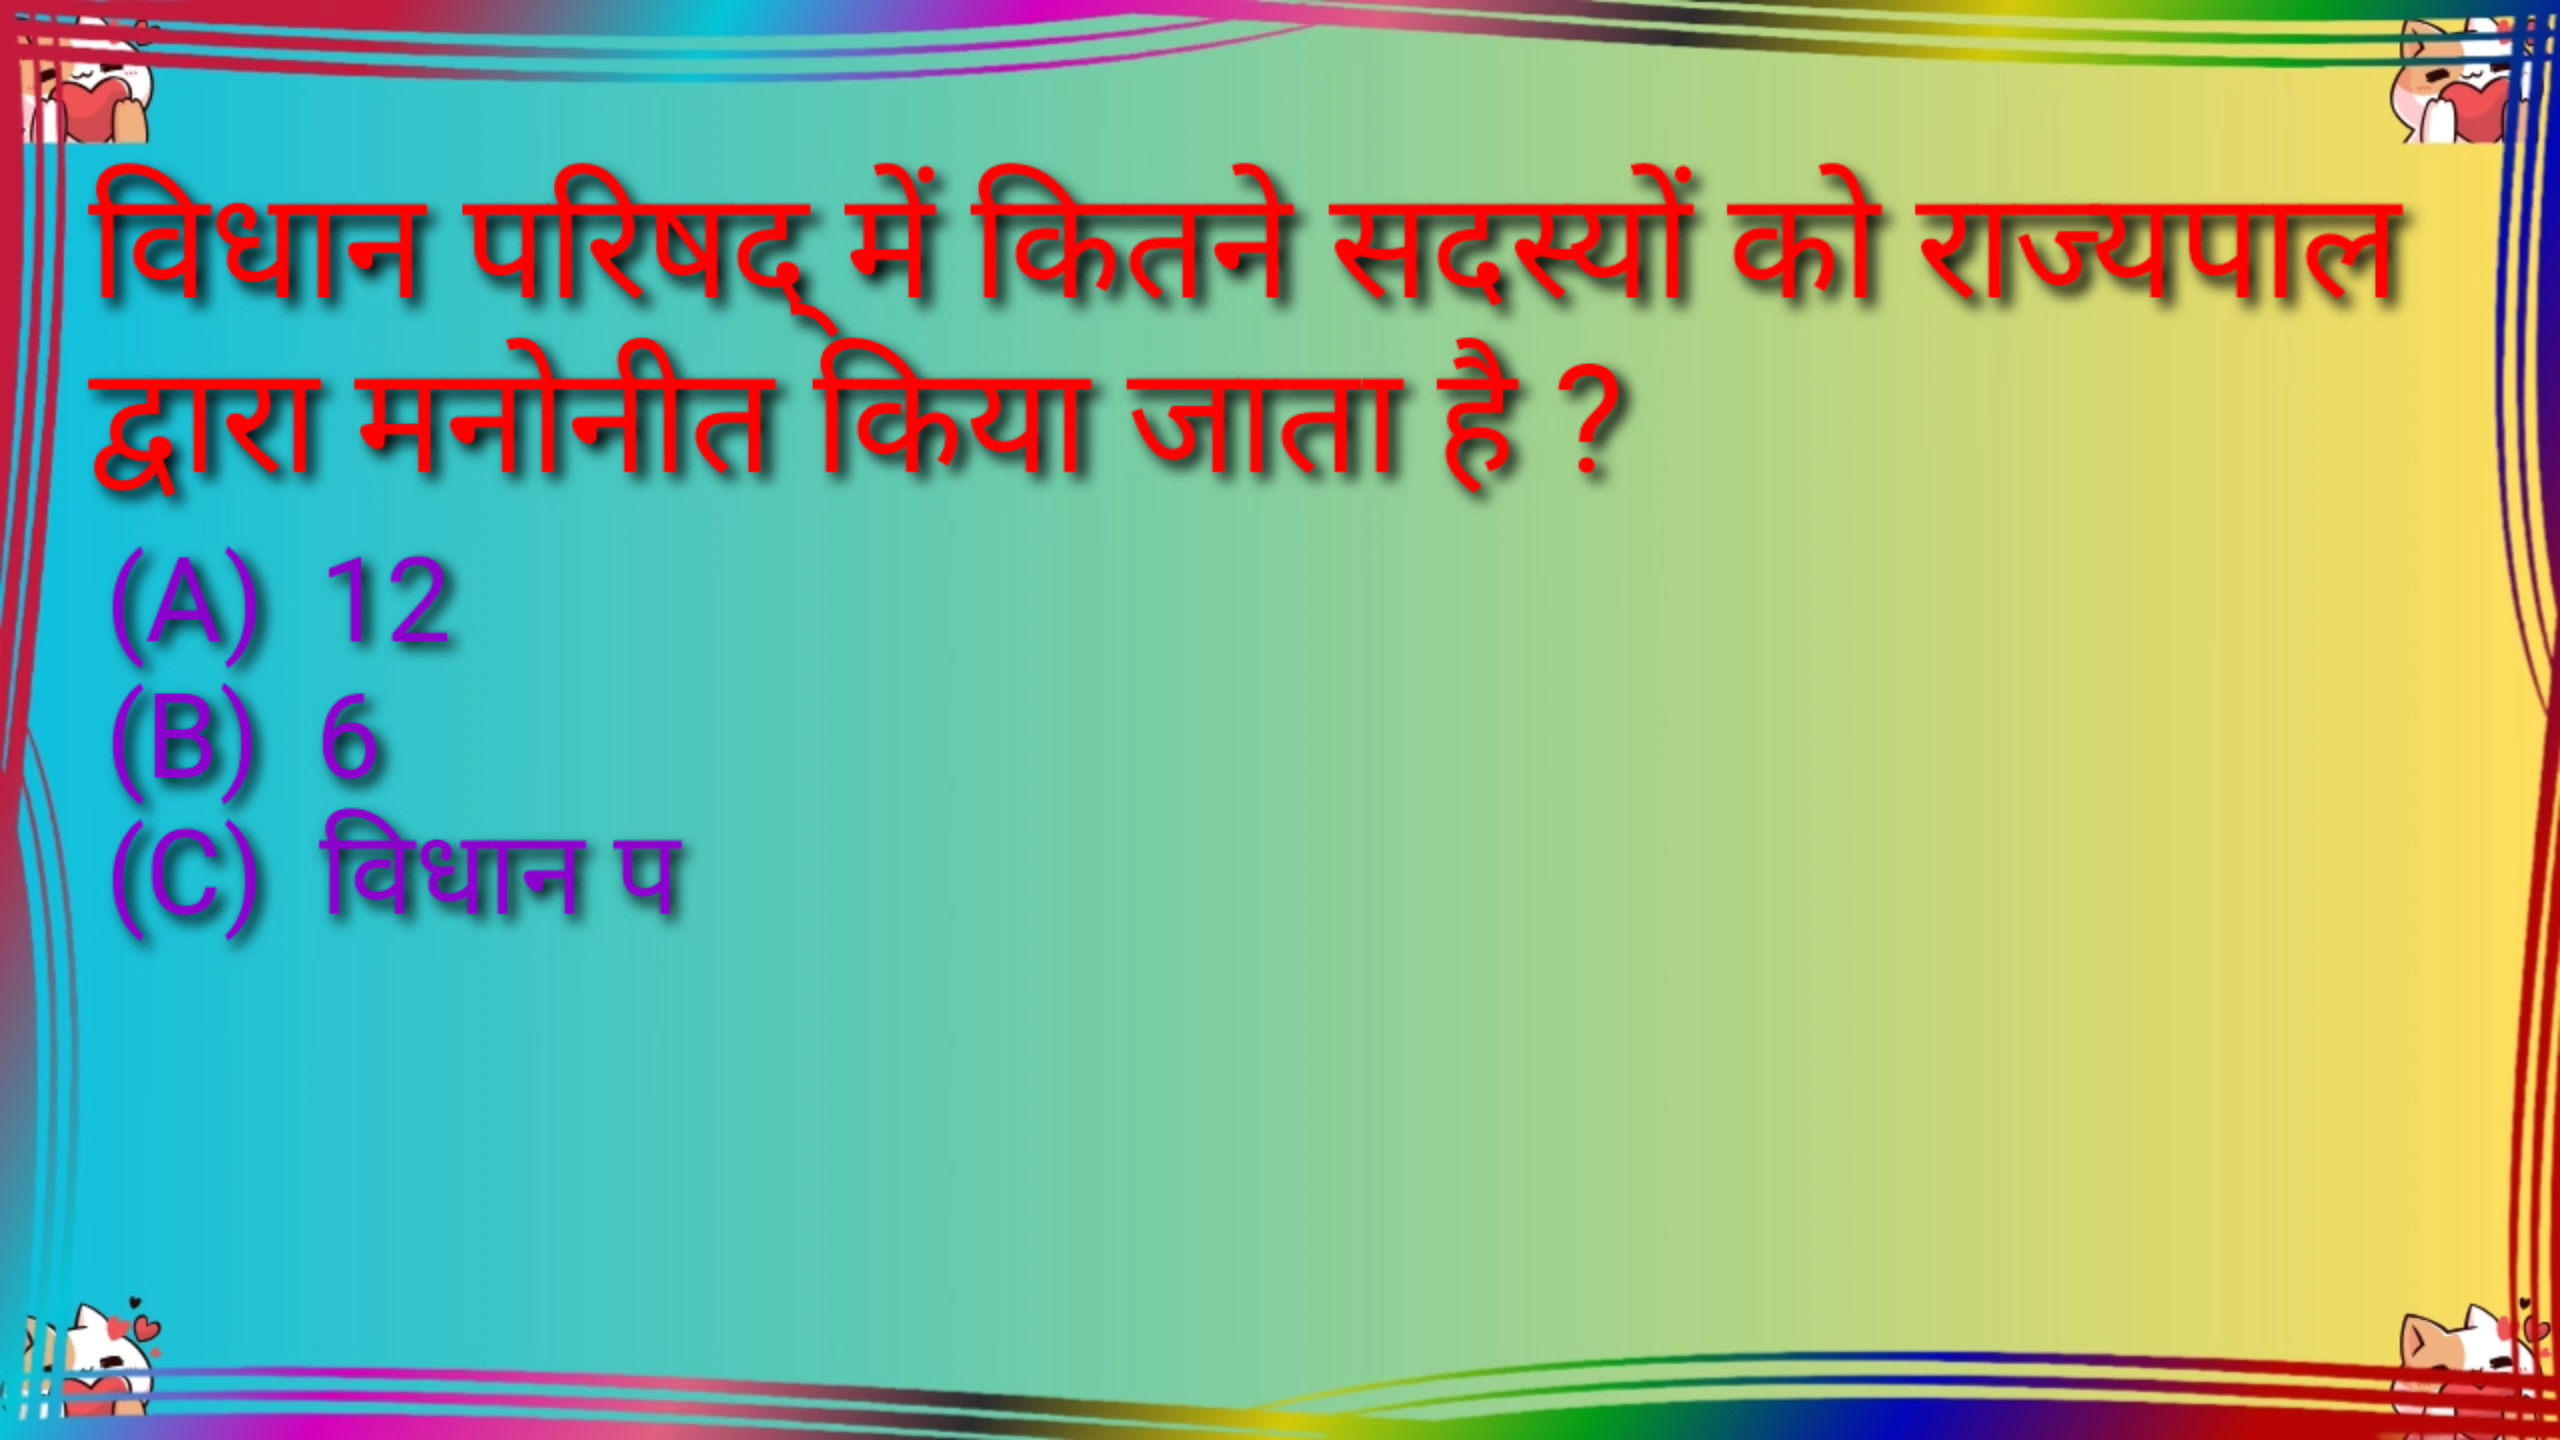 विधान परिषद् में कितने सदस्यों को राज्यपाल
द्वारा मनोनीत किया जाता है ?
(A) 12
(B) 6
(C) विधान प